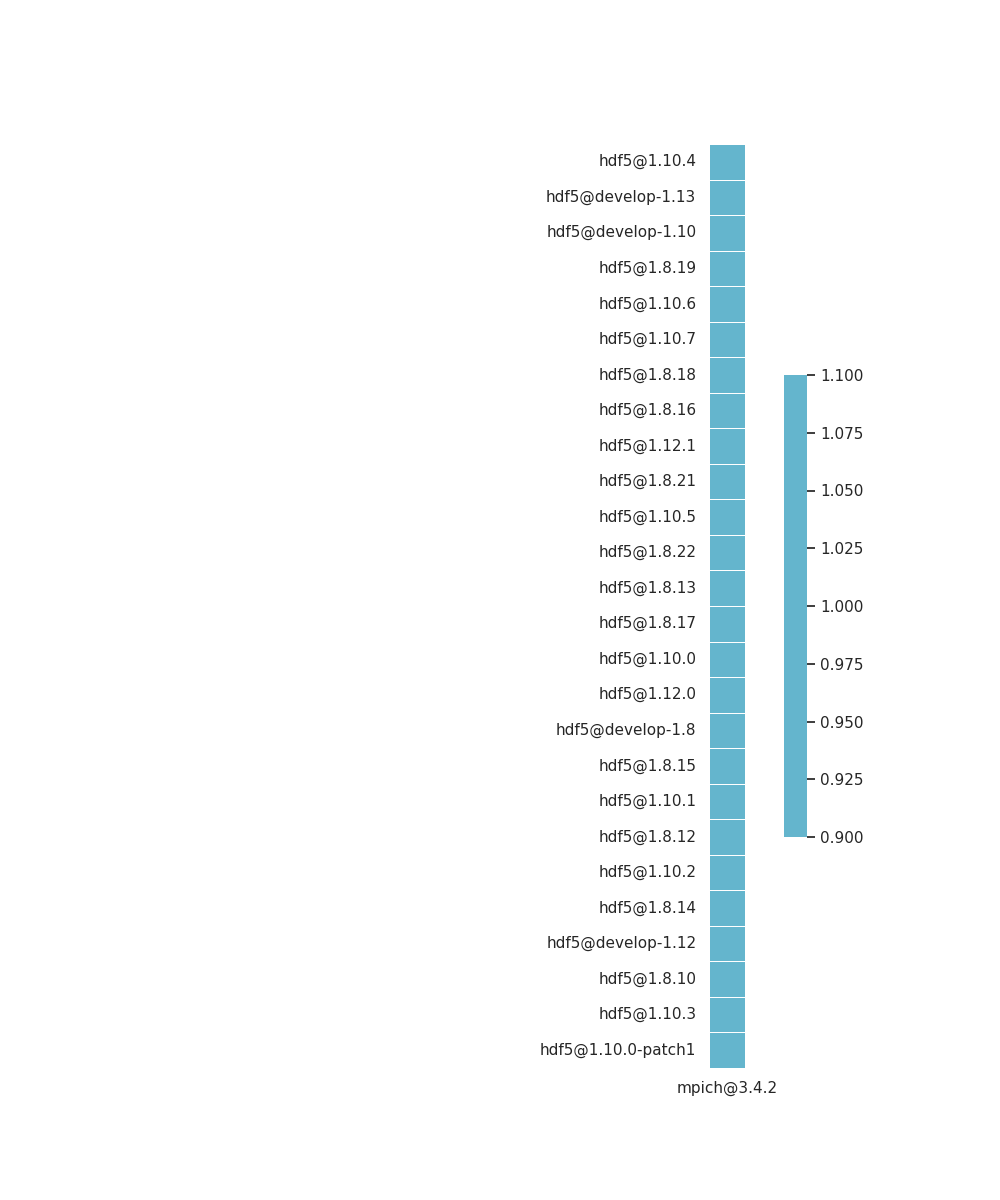 hdf5@1.10.4
hdf5@develop-1.13
hdf5@develop-1.10
hdf5@1.8.19
hdf5@1.10.6
hdf5@1.10.7
hdf5@1.8.18
hdf5@1.8.16
hdf5@1.12.1
hdf5@1.8.21
hdf5@1.10.5
hdf5@1.8.22
hdf5@1.8.13
hdf5@1.8.17
hdf5@1.10.0
hdf5@1.12.0
hdf5@develop-1.8
hdf5@1.8.15
hdf5@1.10.1
hdf5@1.8.12
hdf5@1.10.2
hdf5@1.8.14
hdf5@develop-1.12
hdf5@1.8.10
hdf5@1.10.3
hdf5@1.10.0-patch1
mpich@3.4.2
1.100
1.075
1.050
1.025
1.000
0.975
0.950
0.925
0.900